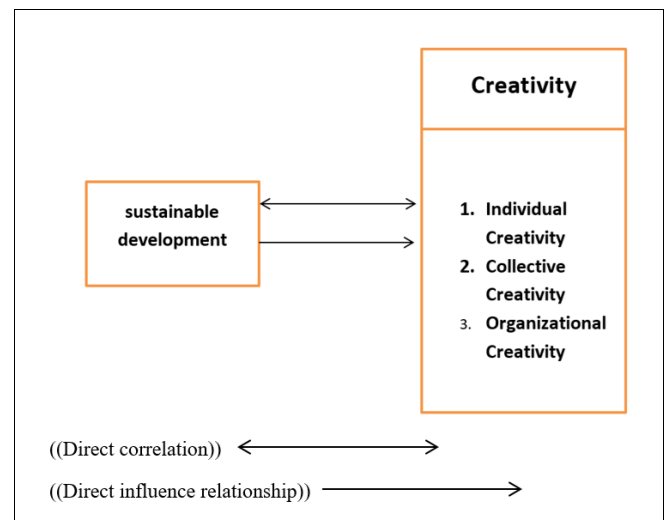 Creativity
sustainable
development
1. Individual
Creativity
2. Collective
Creativity
3. Organizational
Creativity
((Direct correlation))
((Direct influence relationship))